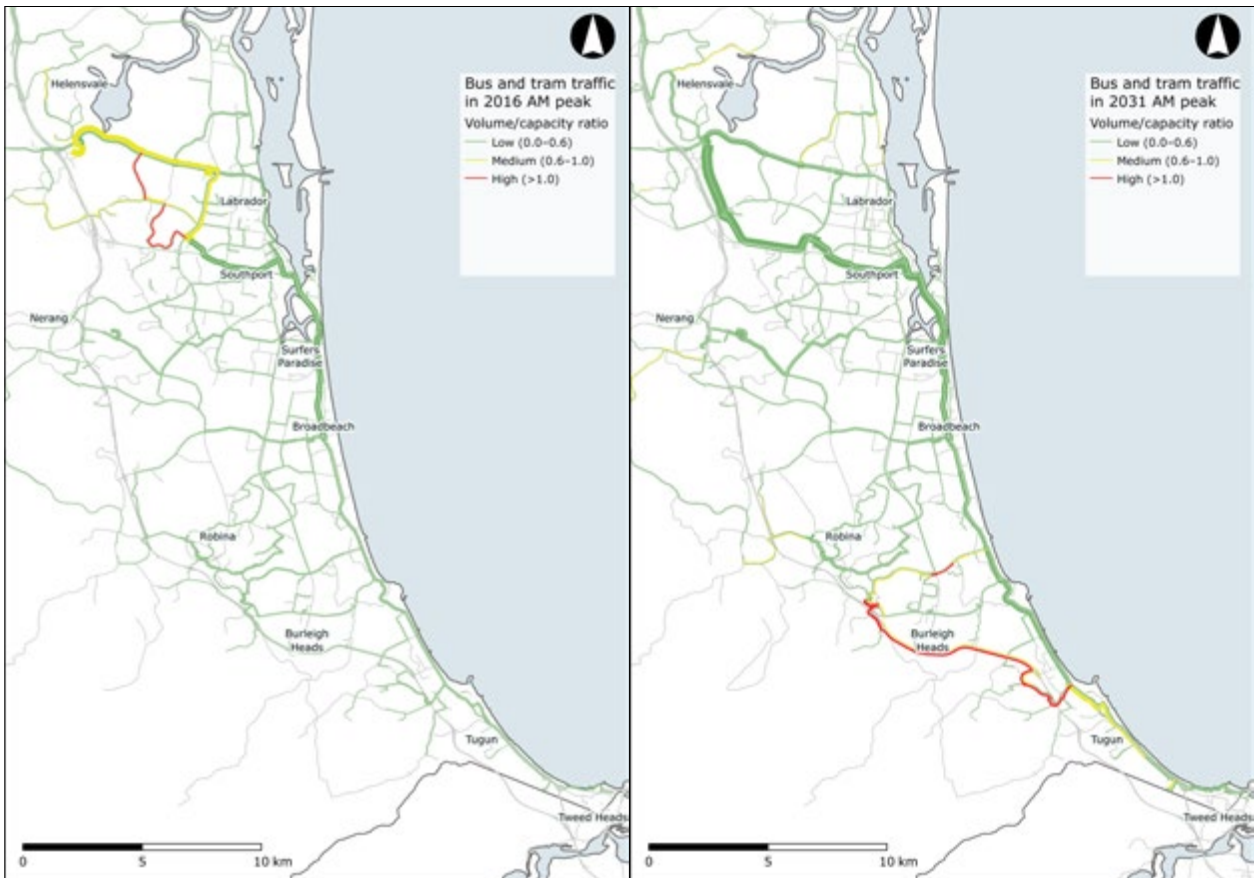 Bus and tram traffic
in 2016 AM peak
Volume/capacity ratio
Low (0.0–0.6)
Medium (0.6–1.0)
High (>1.0)
Helensvale
Labrador
Southport
Nerang
Surfers
Paradise
Broadbeach
Robina
Burleigh
Heads
Tugun
Tweed Heads
0 5 10 km
Bus and tram traffic
in 2031 AM peak
Volume/capacity ratio
Low (0.0–0.6)
Medium (0.6–1.0)
High (>1.0)
Helensvale
Labrador
Southport
Nerang
Surfers
Paradise
Broadbeach
Robina
Burleigh
Heads
Tugun
Tweed Heads
0 5 10 km